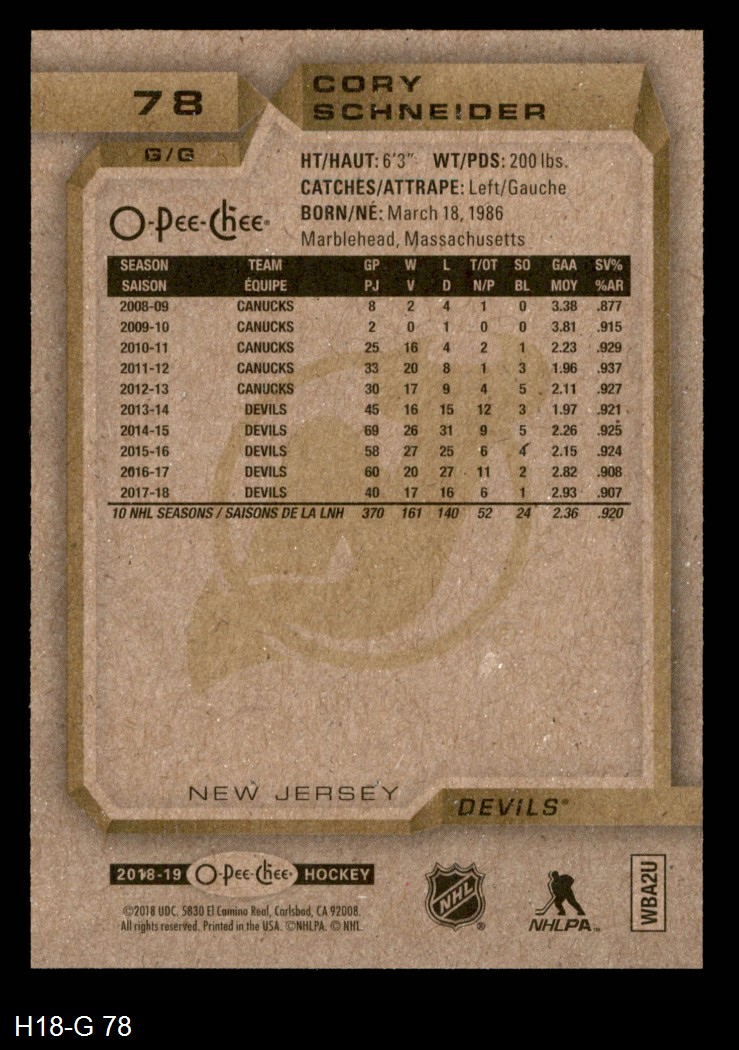 78
CORY
SCHNEIDER
G/G
HT/HAUT: 6'3" WT/PDS: 200 lbs.
CATCHES/ATTRAPE: Left/Gauche
BORN/NÉ: March 18, 1986
Marblehead, Massachusetts
O-Pee-Chee®
SEASON TEAM GP W L T/OT SO GAA SV%
SAISON ÉQUIPE PJ V D N/P BL MOY %AR
2008-09 CANUCKS 8 2 4 1 0 3.38 .877
2009-10 CANUCKS 2 0 1 0 0 3.81 .915
2010-11 CANUCKS 25 16 4 2 1 2.23 .929
2011-12 CANUCKS 33 20 8 1 3 1.96 .937
2012-13 CANUCKS 30 17 9 4 5 2.11 .927
2013-14 DEVILS 45 16 15 12 3 1.97 .921
2014-15 DEVILS 69 26 31 9 5 2.26 .925
2015-16 DEVILS 58 27 25 6 4 2.15 .924
2016-17 DEVILS 60 20 27 11 2 2.82 .908
2017-18 DEVILS 40 17 16 6 1 2.93 .907
10 NHL SEASONS / SAISONS DE LA LNH 370 161 140 52 24 2.36 .920
NEW JERSEY
DEVILS®
2018-19 O-Pee-Chee® HOCKEY
©2018 UDC. 5830 El Camino Real, Carlsbad, CA 92008.
All rights reserved. Printed in the USA. ©NHLPA. © NHL.
NHL®
NHLPA™
WBA2U
H18-G 78